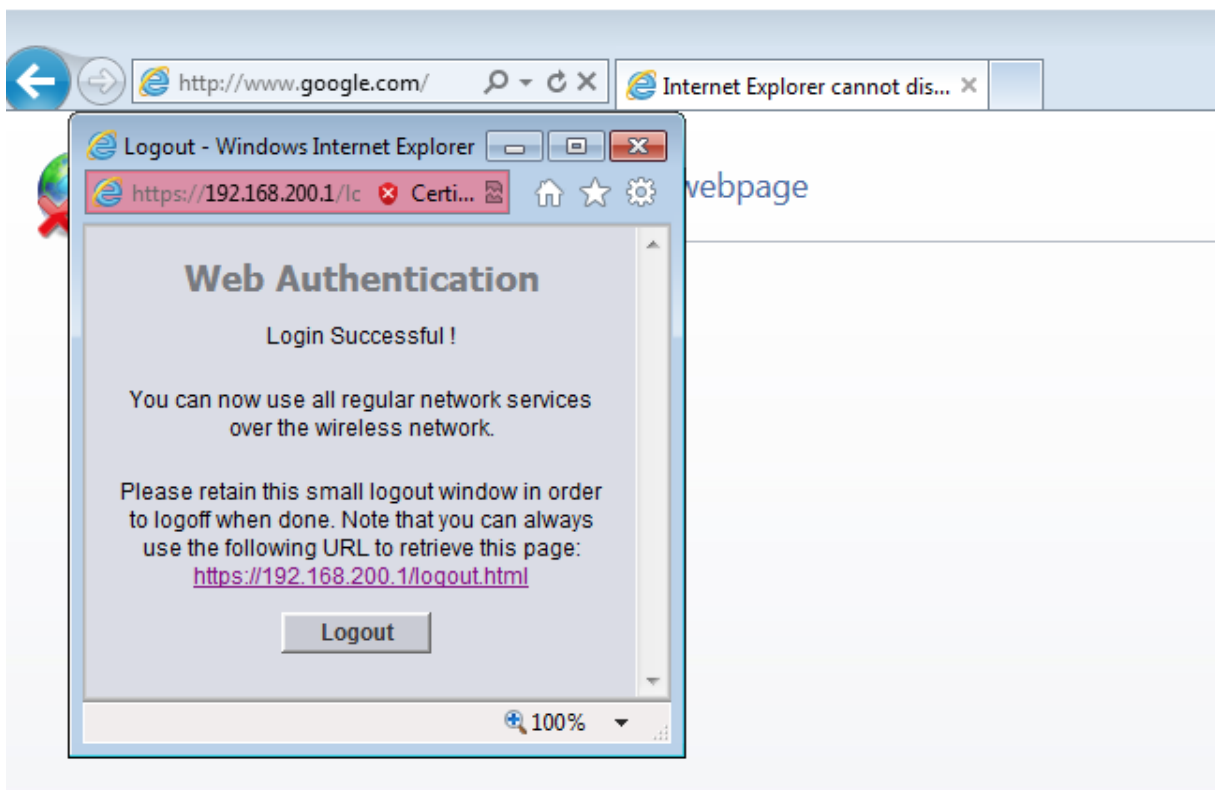 http://www.google.com/
Internet Explorer cannot dis...
Logout - Windows Internet Explorer
https://192.168.200.1/lc
Certi...
webpage
Web Authentication
Login Successful !
You can now use all regular network services
over the wireless network.
Please retain this small logout window in order
to logoff when done. Note that you can always
use the following URL to retrieve this page:
https://192.168.200.1/logout.html
Logout
100%